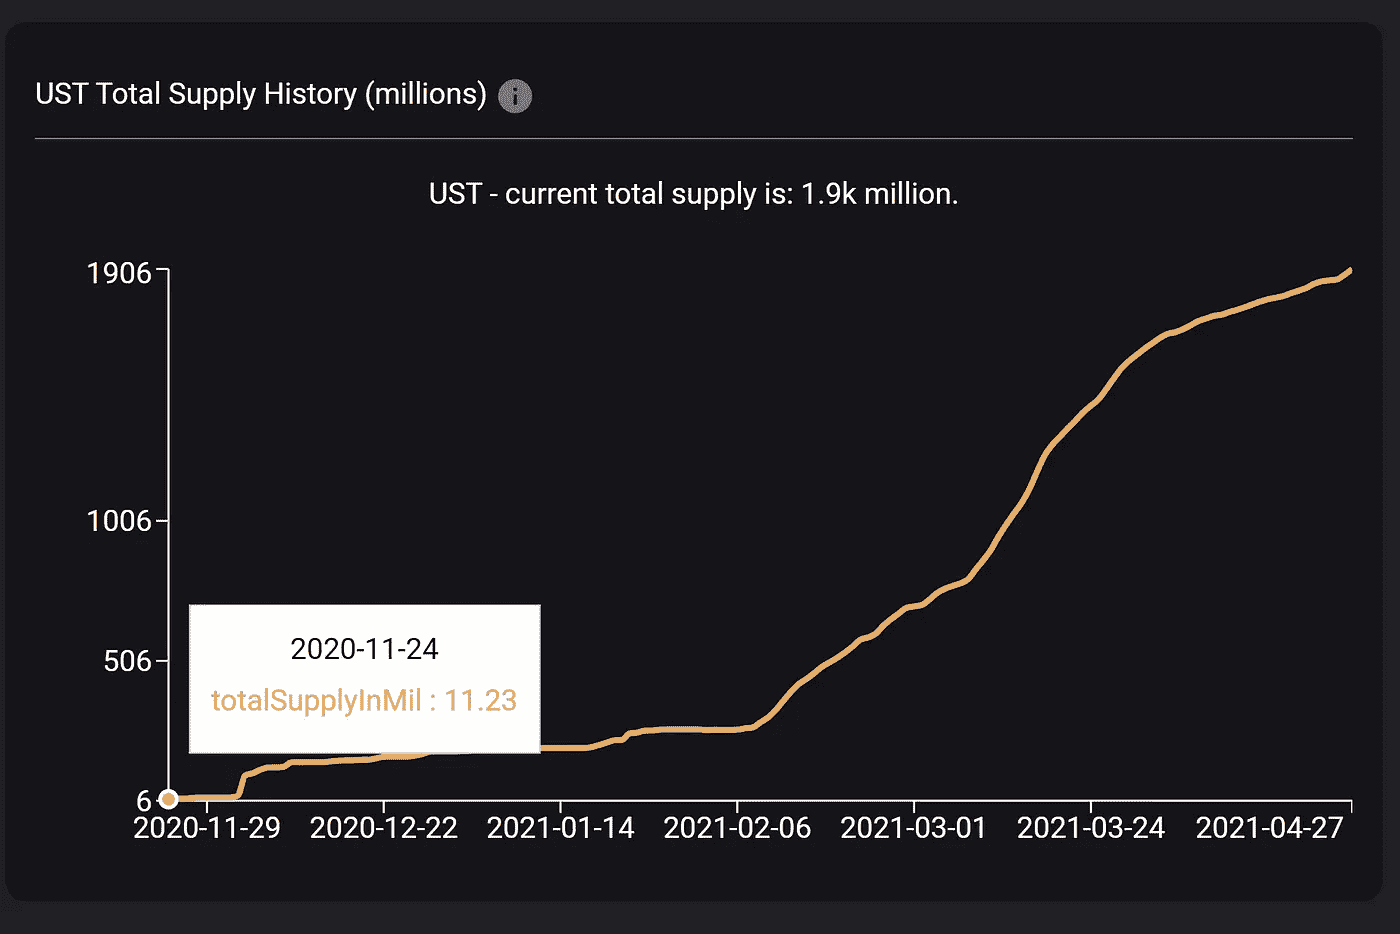 UST Total Supply History (millions)
UST - current total supply is: 1.9k million.
1906
1006
506
6
2020-11-24
totalSupplyInMil : 11.23
2020-11-29 2020-12-22 2021-01-14 2021-02-06 2021-03-01 2021-03-24 2021-04-27